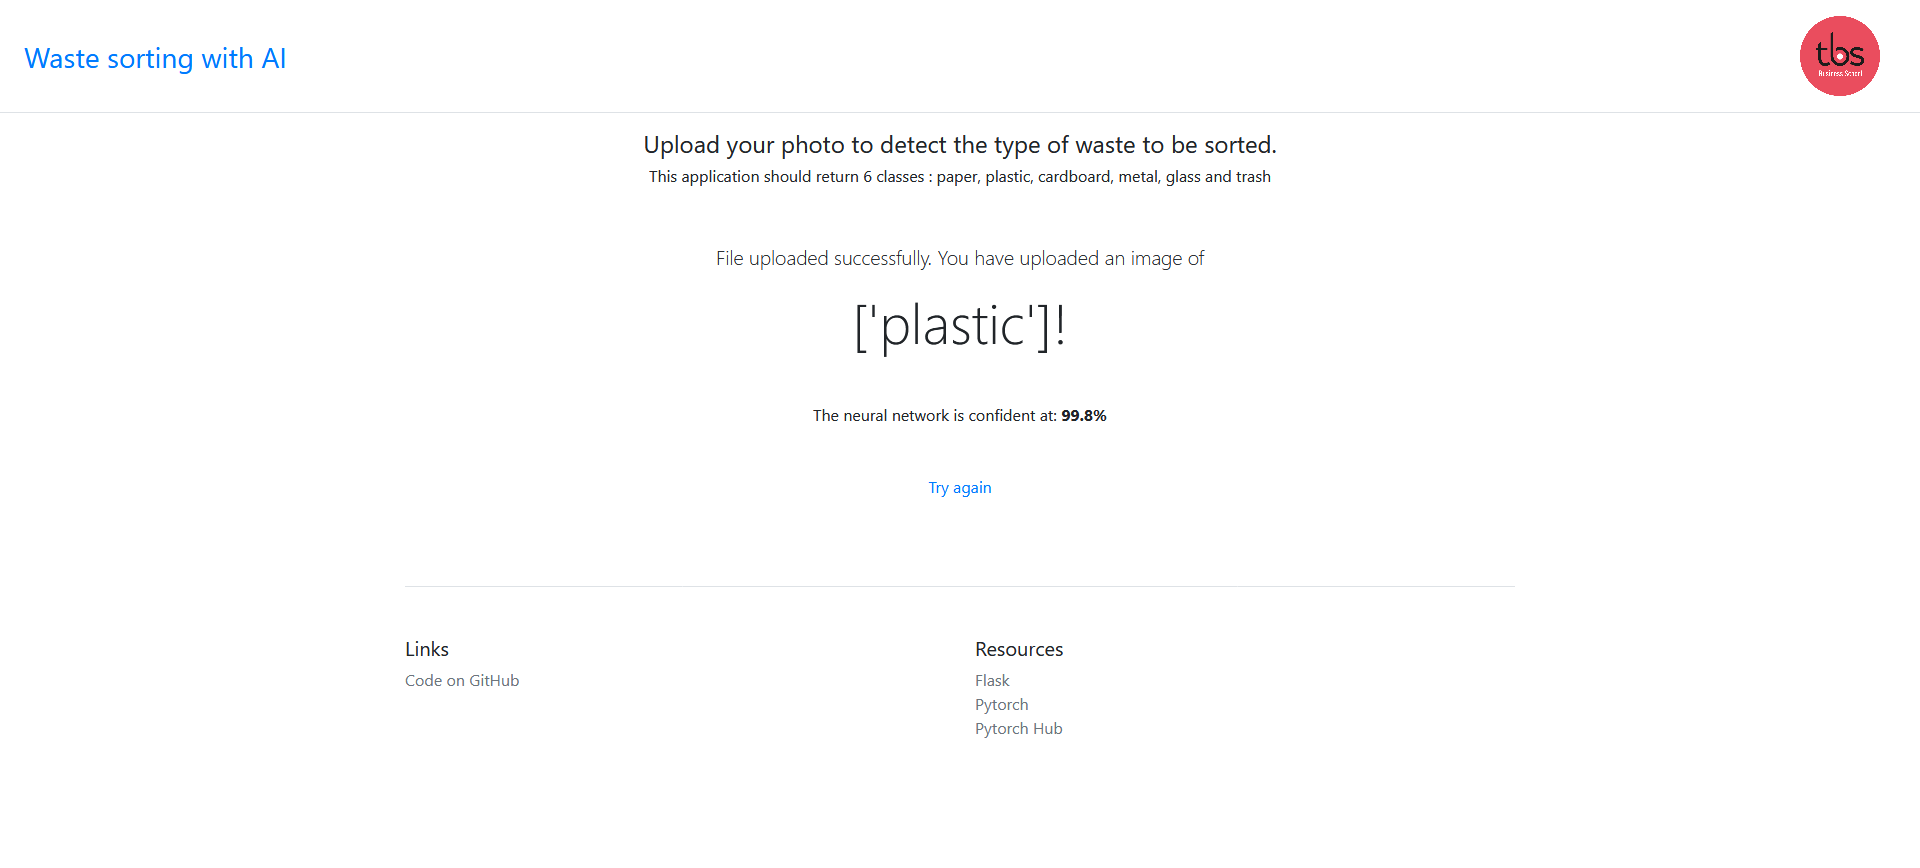 Waste sorting with AI
tbs
Business School
Upload your photo to detect the type of waste to be sorted.
This application should return 6 classes : paper, plastic, cardboard, metal, glass and trash
File uploaded successfully. You have uploaded an image of
['plastic']!
The neural network is confident at: 99.8%
Try again
Links
Code on GitHub
Resources
Flask
Pytorch
Pytorch Hub